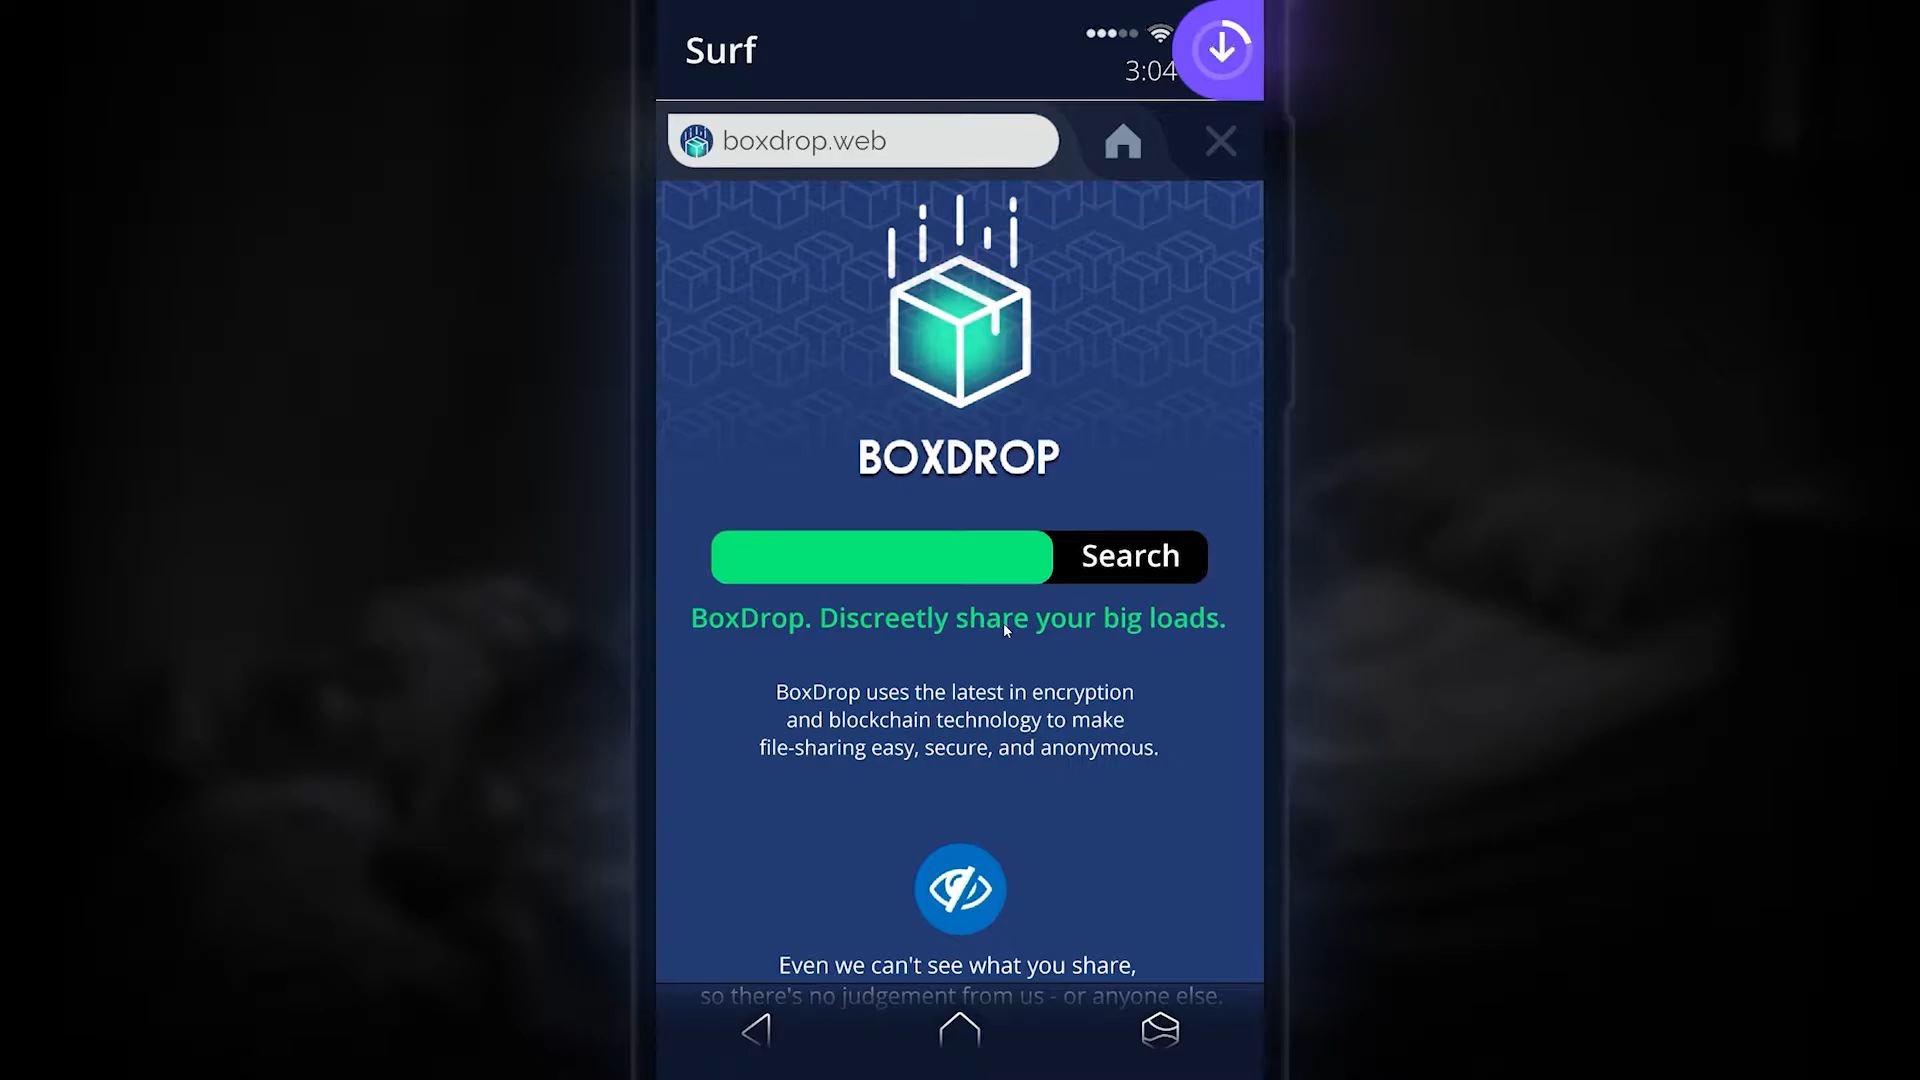 Surf
3:04
boxdrop.web
BOXDROP
Search
BoxDrop. Discreetly share your big loads.
BoxDrop uses the latest in encryption
and blockchain technology to make
file-sharing easy, secure, and anonymous.
Even we can't see what you share,
so there's no judgement from us - or anyone else.